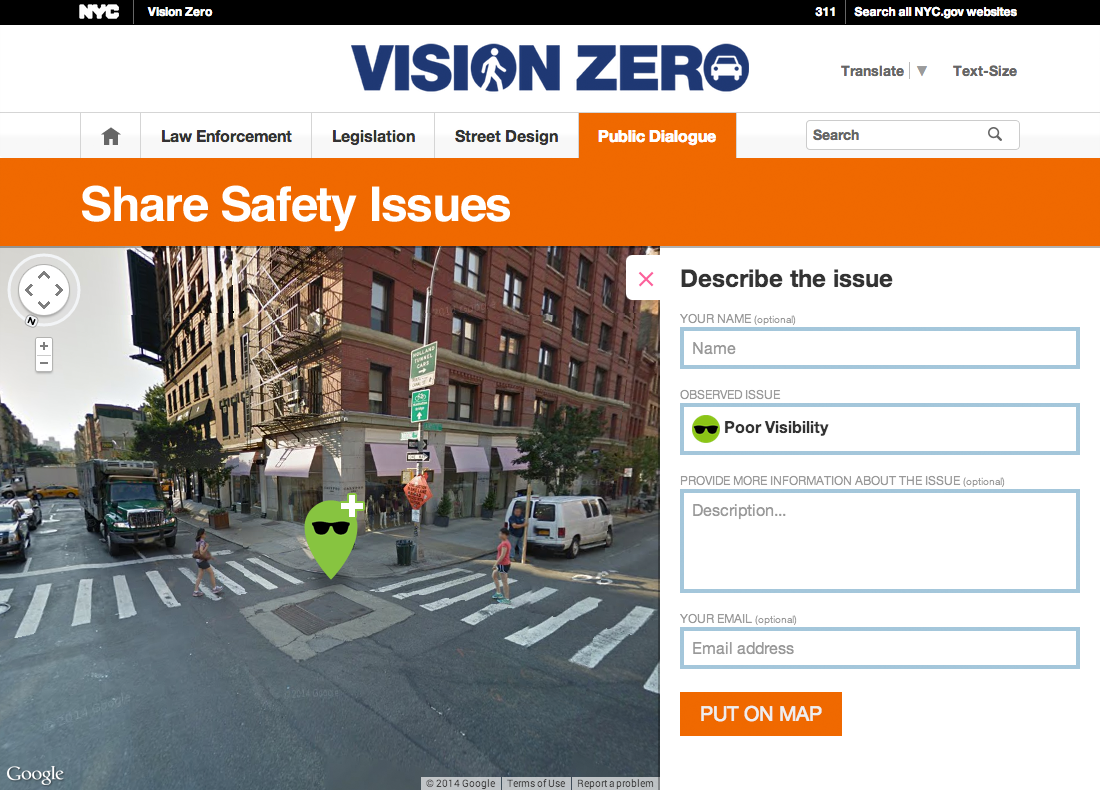 NYC Vision Zero 311 Search all NYC.gov websites
VISION ZERO
Translate ▼ Text-Size
Law Enforcement Legislation Street Design Public Dialogue Search
Share Safety Issues
Describe the issue
YOUR NAME (optional)
Name
OBSERVED ISSUE
Poor Visibility
PROVIDE MORE INFORMATION ABOUT THE ISSUE (optional)
Description...
YOUR EMAIL (optional)
Email address
PUT ON MAP
N
+
−
HOLLAND
TUNNEL
CARS
© 2014 Google
Google
© 2014 Google Terms of Use Report a problem